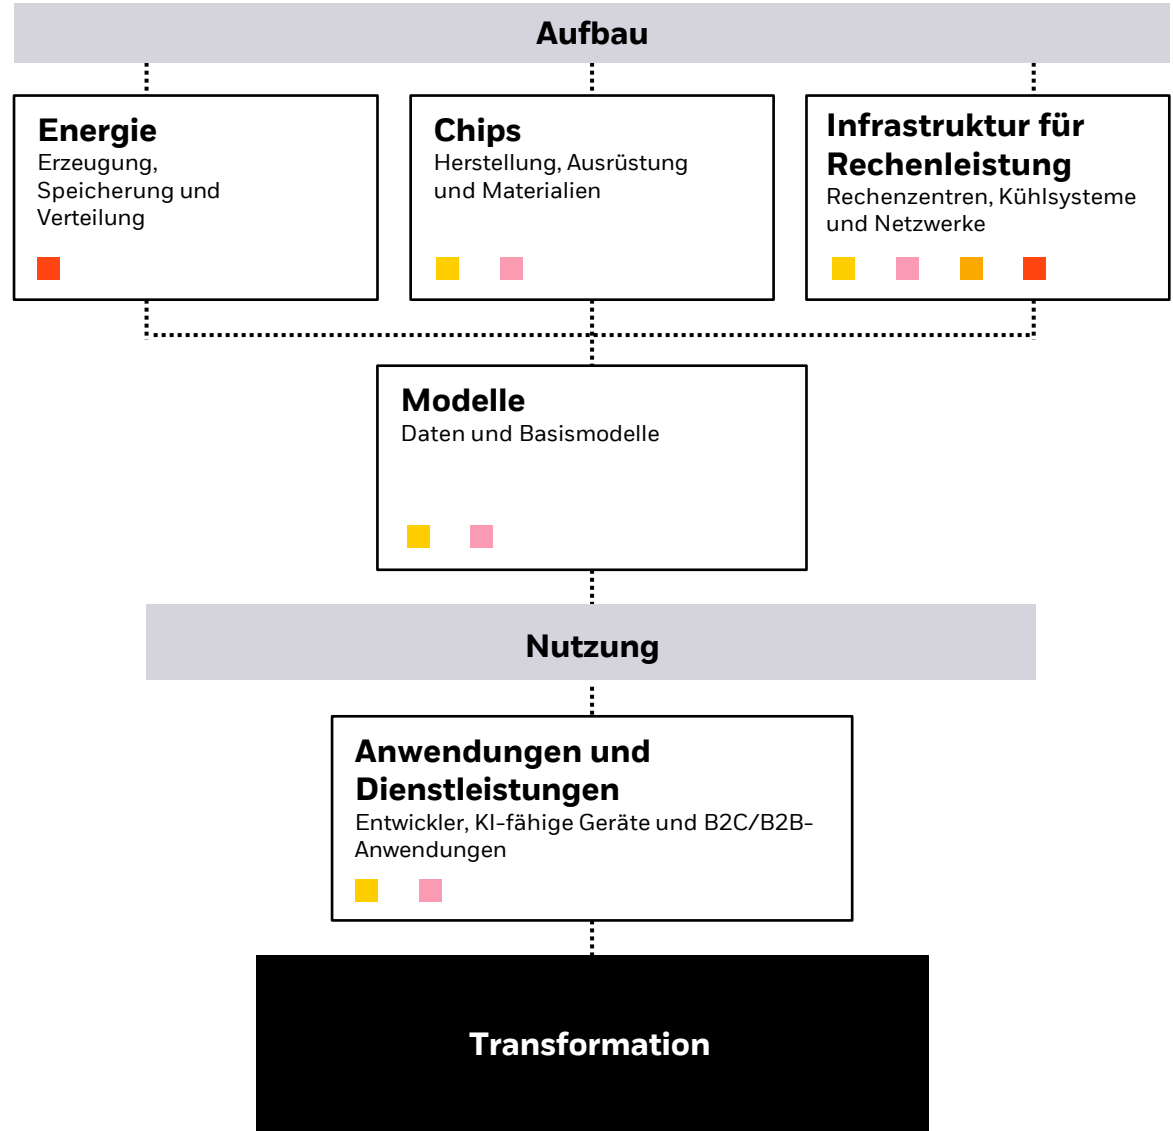 Aufbau
Energie
Erzeugung,
Speicherung und
Verteilung
Chips
Herstellung, Ausrüstung
und Materialien
Infrastruktur für
Rechenleistung
Rechenzentren, Kühlsysteme
und Netzwerke
Modelle
Daten und Basismodelle
Nutzung
Anwendungen und
Dienstleistungen
Entwickler, KI-fähige Geräte und B2C/B2B-
Anwendungen
Transformation